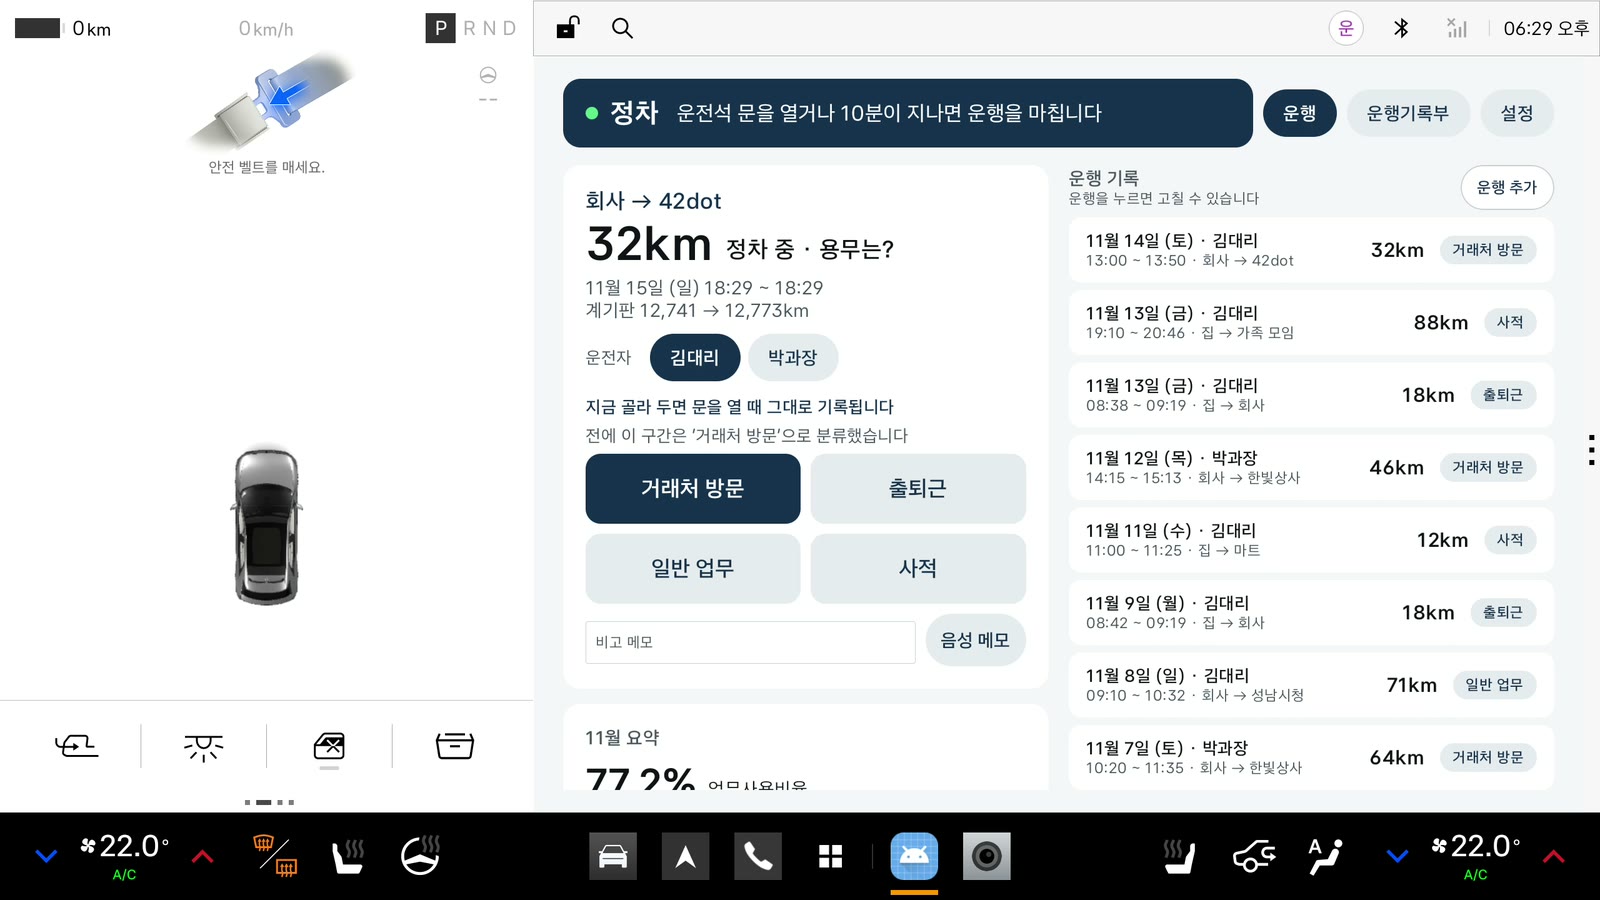 0 km
0 km/h
P R N D
--
안전 벨트를 매세요.
운
06:29 오후
정차 운전석 문을 열거나 10분이 지나면 운행을 마칩니다
운행
운행기록부
설정
회사 → 42dot
32km 정차 중 · 용무는?
11월 15일 (일) 18:29 ~ 18:29
계기판 12,741 → 12,773km
운전자 김대리 박과장
지금 골라 두면 문을 열 때 그대로 기록됩니다
전에 이 구간은 '거래처 방문'으로 분류했습니다
거래처 방문
출퇴근
일반 업무
사적
비고 메모
음성 메모
11월 요약
77.2% 업무사용비율
운행 기록
운행을 누르면 고칠 수 있습니다
운행 추가
11월 14일 (토) · 김대리
13:00 ~ 13:50 · 회사 → 42dot
32km 거래처 방문
11월 13일 (금) · 김대리
19:10 ~ 20:46 · 집 → 가족 모임
88km 사적
11월 13일 (금) · 김대리
08:38 ~ 09:19 · 집 → 회사
18km 출퇴근
11월 12일 (목) · 박과장
14:15 ~ 15:13 · 회사 → 한빛상사
46km 거래처 방문
11월 11일 (수) · 김대리
11:00 ~ 11:25 · 집 → 마트
12km 사적
11월 9일 (월) · 김대리
08:42 ~ 09:19 · 집 → 회사
18km 출퇴근
11월 8일 (일) · 김대리
09:10 ~ 10:32 · 회사 → 성남시청
71km 일반 업무
11월 7일 (토) · 박과장
10:20 ~ 11:35 · 회사 → 한빛상사
64km 거래처 방문
22.0°
A/C
A
22.0°
A/C